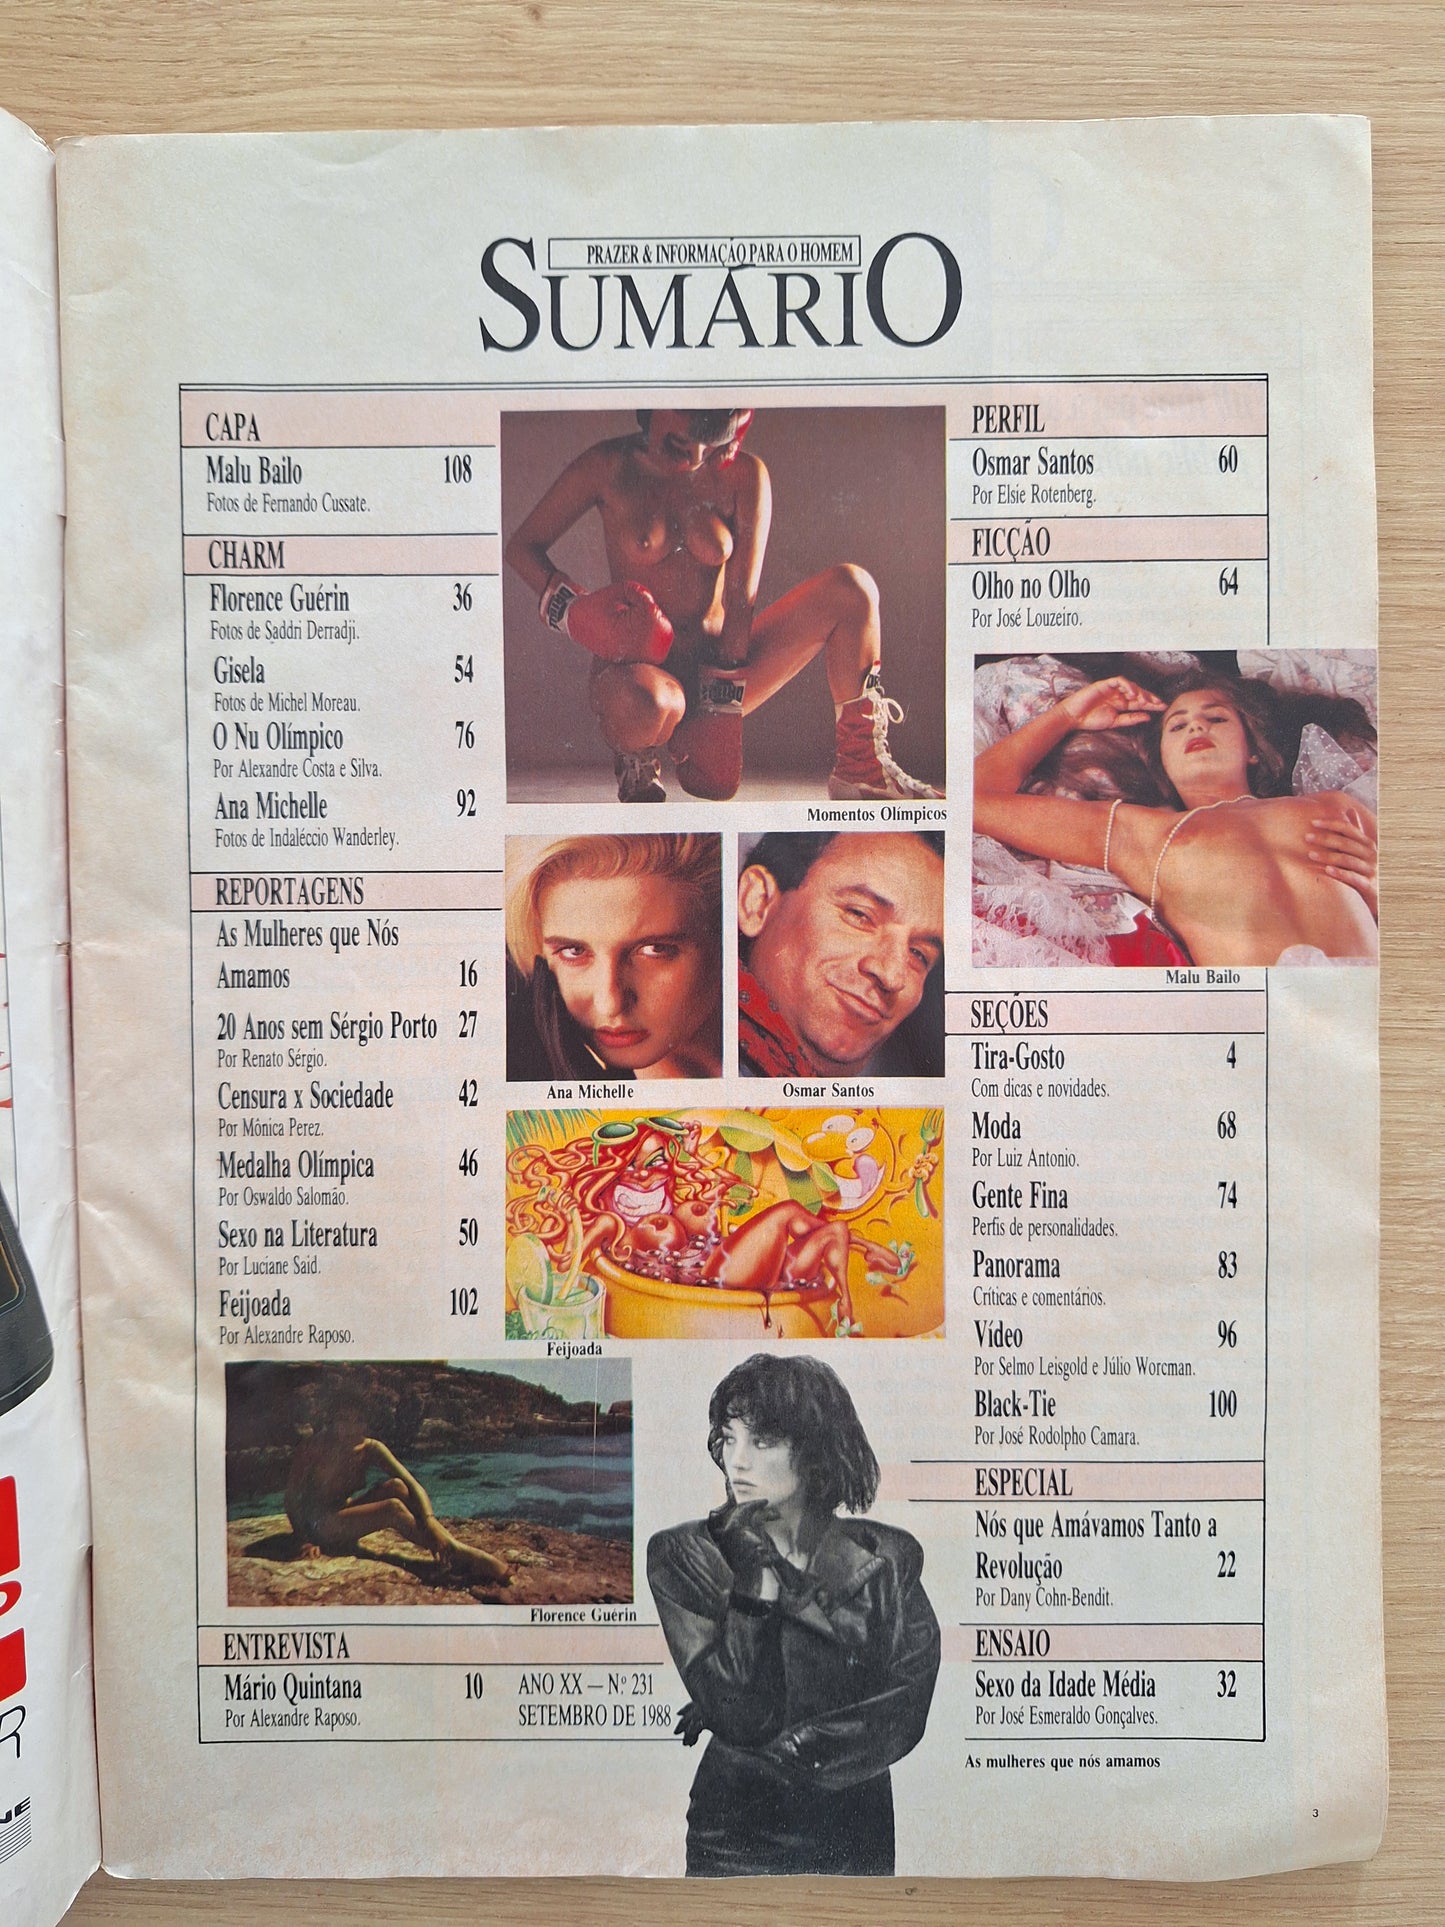 PRAZER & INFORMAÇÃO PARA O HOMEM
SUMÁRIO
CAPA
Malu Bailo 108
Fotos de Fernando Cussate.
CHARM
Florence Guérin 36
Fotos de Saddri Derradji.
Gisela 54
Fotos de Michel Moreau.
O Nu Olímpico 76
Por Alexandre Costa e Silva.
Ana Michelle 92
Fotos de Indaléccio Wanderley.
REPORTAGENS
As Mulheres que Nós
Amamos 16
20 Anos sem Sérgio Porto 27
Por Renato Sérgio.
Censura x Sociedade 42
Por Mônica Perez.
Medalha Olímpica 46
Por Oswaldo Salomão.
Sexo na Literatura 50
Por Luciane Said.
Feijoada 102
Por Alexandre Raposo.
Florence Guérin
ENTREVISTA
Mário Quintana 10
Por Alexandre Raposo.
ANO XX — Nº 231
SETEMBRO DE 1988
Momentos Olímpicos
Ana Michelle
Osmar Santos
Feijoada
PERFIL
Osmar Santos 60
Por Elsie Rotenberg.
FICÇÃO
Olho no Olho 64
Por José Louzeiro.
Malu Bailo
SEÇÕES
Tira-Gosto 4
Com dicas e novidades.
Moda 68
Por Luiz Antonio.
Gente Fina 74
Perfis de personalidades.
Panorama 83
Críticas e comentários.
Vídeo 96
Por Selmo Leisgold e Júlio Worcman.
Black-Tie 100
Por José Rodolpho Camara.
ESPECIAL
Nós que Amávamos Tanto a
Revolução 22
Por Dany Cohn-Bendit.
ENSAIO
Sexo da Idade Média 32
Por José Esmeraldo Gonçalves.
As mulheres que nós amamos
3